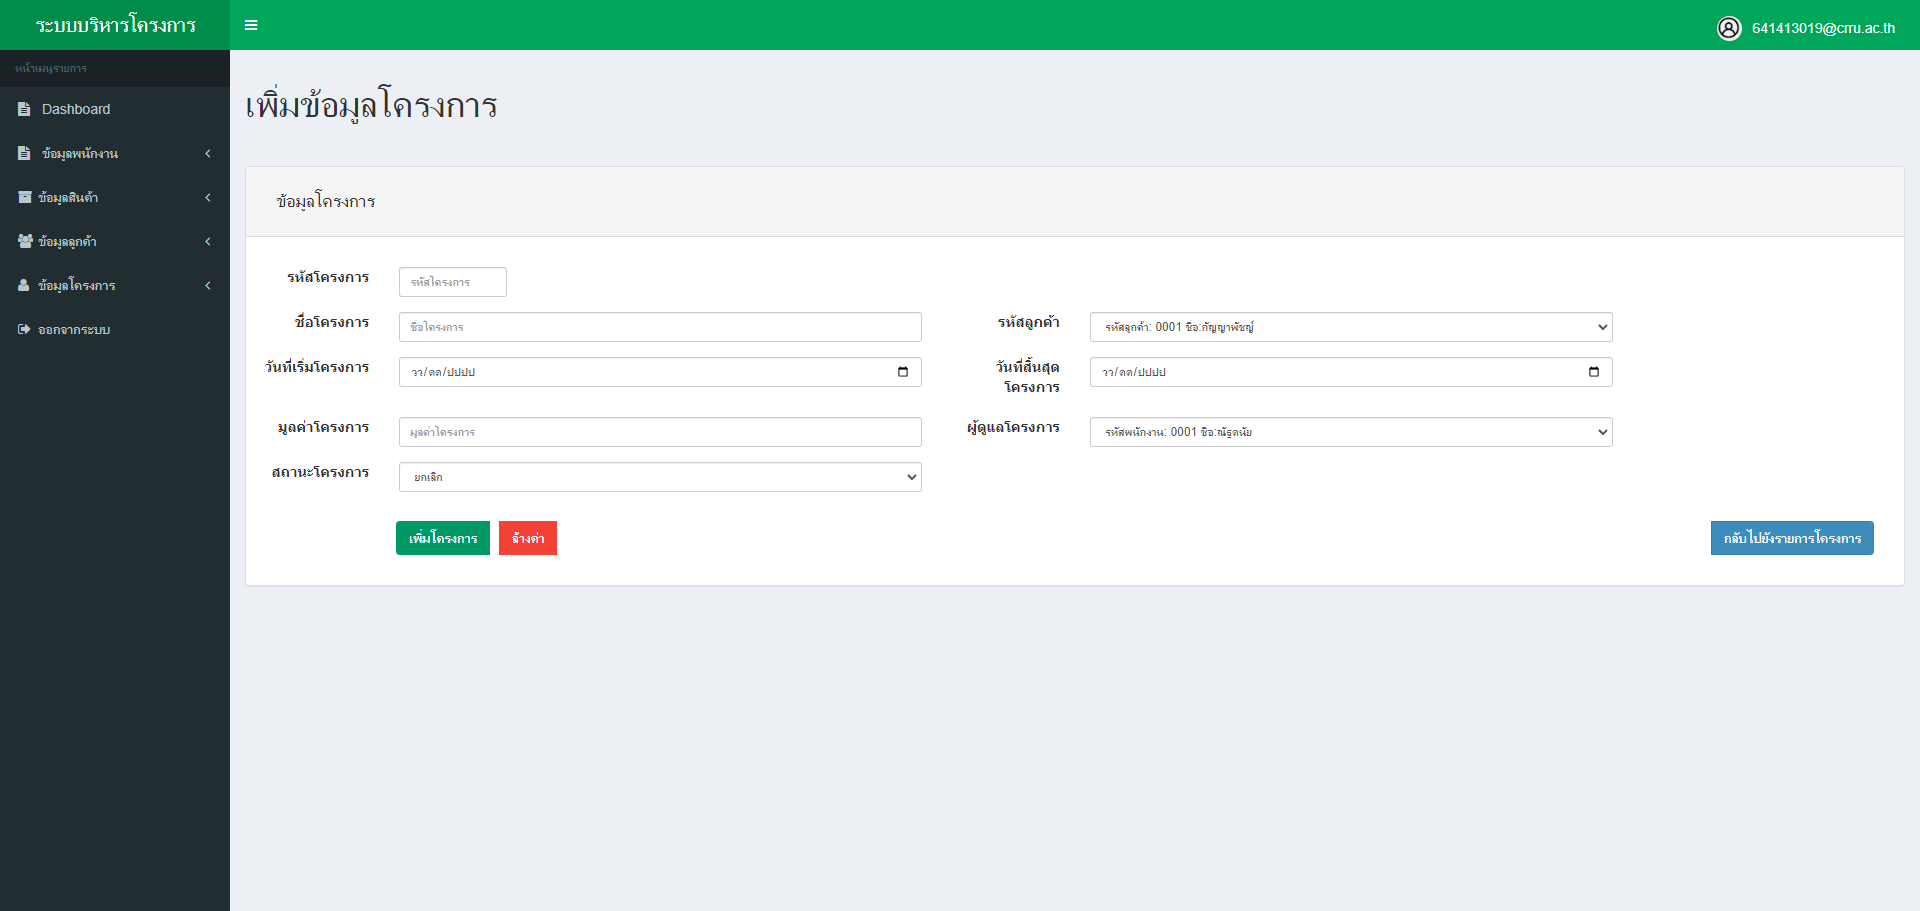 ระบบบริหารโครงการ
641413019@crru.ac.th
หน้าเมนูรายการ
Dashboard
ข้อมูลพนักงาน
ข้อมูลสินค้า
ข้อมูลลูกค้า
ข้อมูลโครงการ
ออกจากระบบ
เพิ่มข้อมูลโครงการ
ข้อมูลโครงการ
รหัสโครงการ
รหัสโครงการ
ชื่อโครงการ
ชื่อโครงการ
รหัสลูกค้า
รหัสลูกค้า: 0001 ชื่อ:กัญญาพัชญ์
วันที่เริ่มโครงการ
วว/ดด/ปปปป
วันที่สิ้นสุด
โครงการ
วว/ดด/ปปปป
มูลค่าโครงการ
มูลค่าโครงการ
ผู้ดูแลโครงการ
รหัสพนักงาน: 0001 ชื่อ:ณัฐดนัย
สถานะโครงการ
ยกเลิก
เพิ่มโครงการ
ล้างค่า
กลับไปยังรายการโครงการ